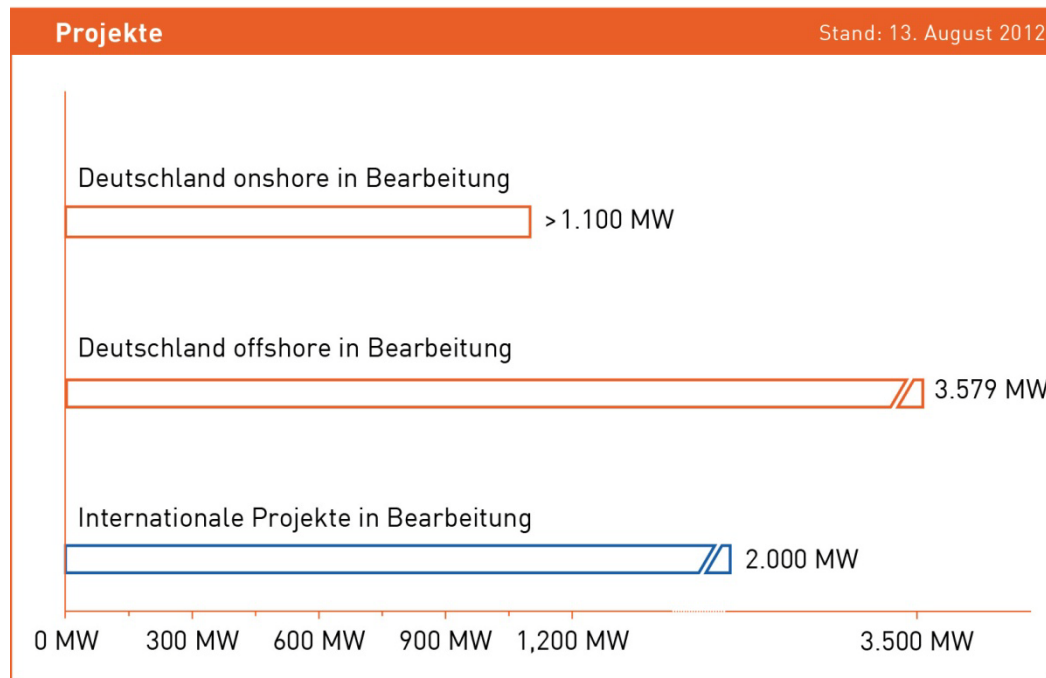 Projekte
Stand: 13. August 2012
Deutschland onshore in Bearbeitung
>1.100 MW
Deutschland offshore in Bearbeitung
3.579 MW
Internationale Projekte in Bearbeitung
2.000 MW
0 MW 300 MW 600 MW 900 MW 1,200 MW 3.500 MW